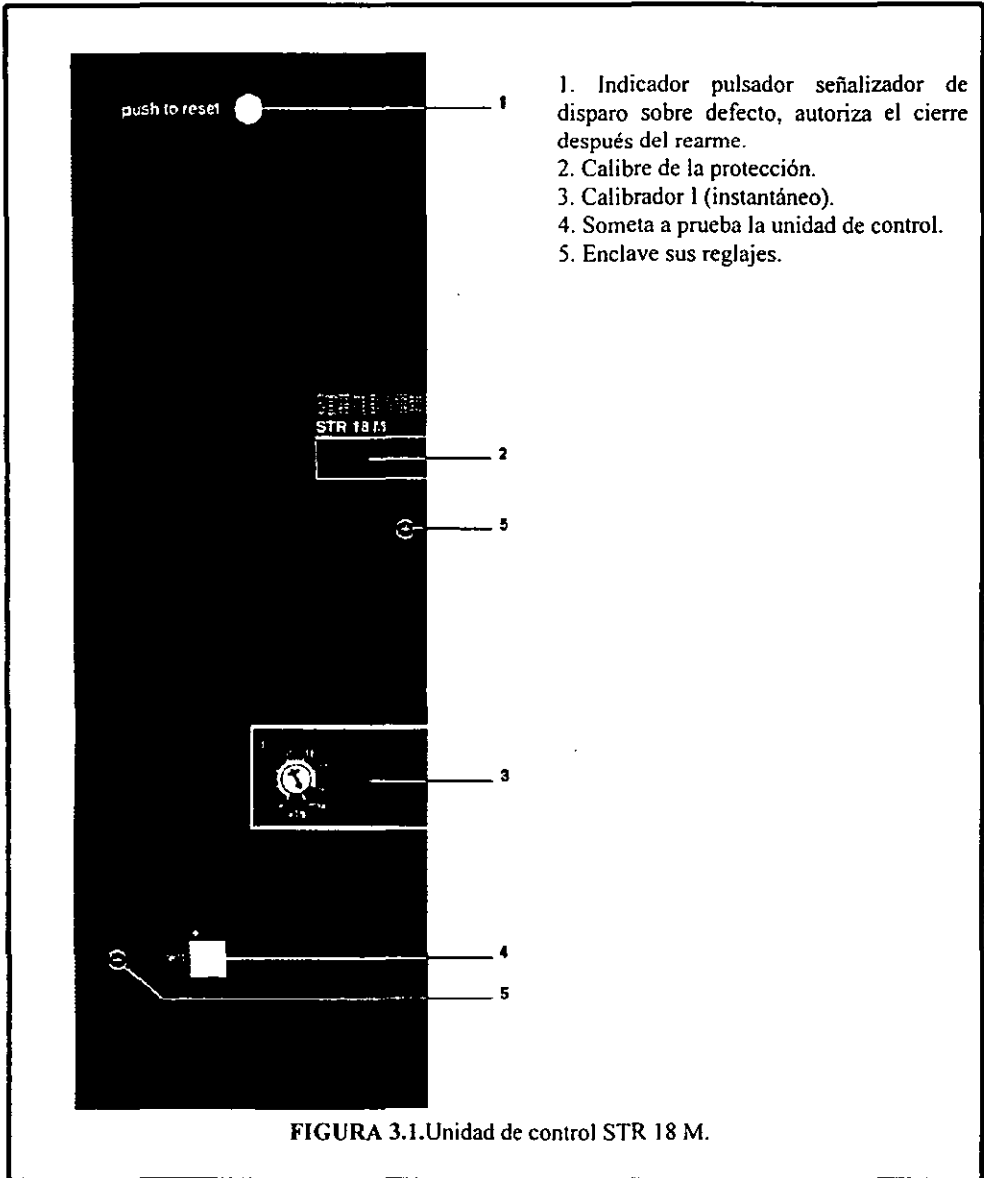 push to reset
1
1. Indicador pulsador señalizador de
disparo sobre defecto, autoriza el cierre
después del rearme.
2. Calibre de la protección.
3. Calibrador I (instantáneo).
4. Someta a prueba la unidad de control.
5. Enclave sus reglajes.
STR 18 M
2
5
3
4
5
FIGURA 3.1.Unidad de control STR 18 M.